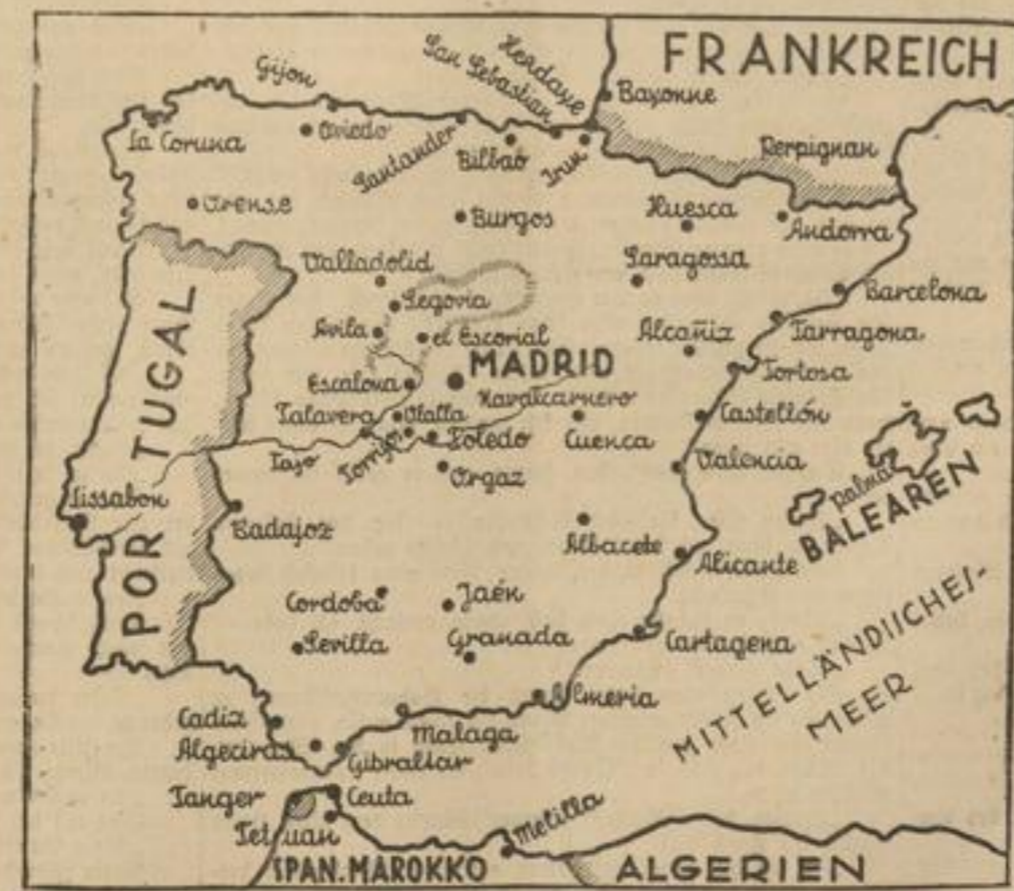 FRANKREICH
Hendaye
San Sebastian
Gijon
Bayonne
La Coruna
Oviedo
Santander
Bilbao
Irun
Perpignan
Orense
Burgos
Huesca
Andorra
Valladolid
Saragossa
Segovia
Barcelona
Avila
el Escorial
Alcañiz
Tarragona
MADRID
Escalova
Tortosa
Navalcarnero
Talavera
Olalla
Castellón
Torrijos
Toledo
Cuenca
Tajo
Orgaz
Valencia
Palma
BALEAREN
PORTUGAL
Lissabon
Badajoz
Albacete
Alicante
Cordoba
Jaén
Sevilla
Granada
Cartagena
MITTELLÄNDISCHES-
MEER
Almeria
Cadiz
Malaga
Algeciras
Gibraltar
Tanger
Ceuta
Tetuan
Melilla
SPAN. MAROKKO
ALGERIEN